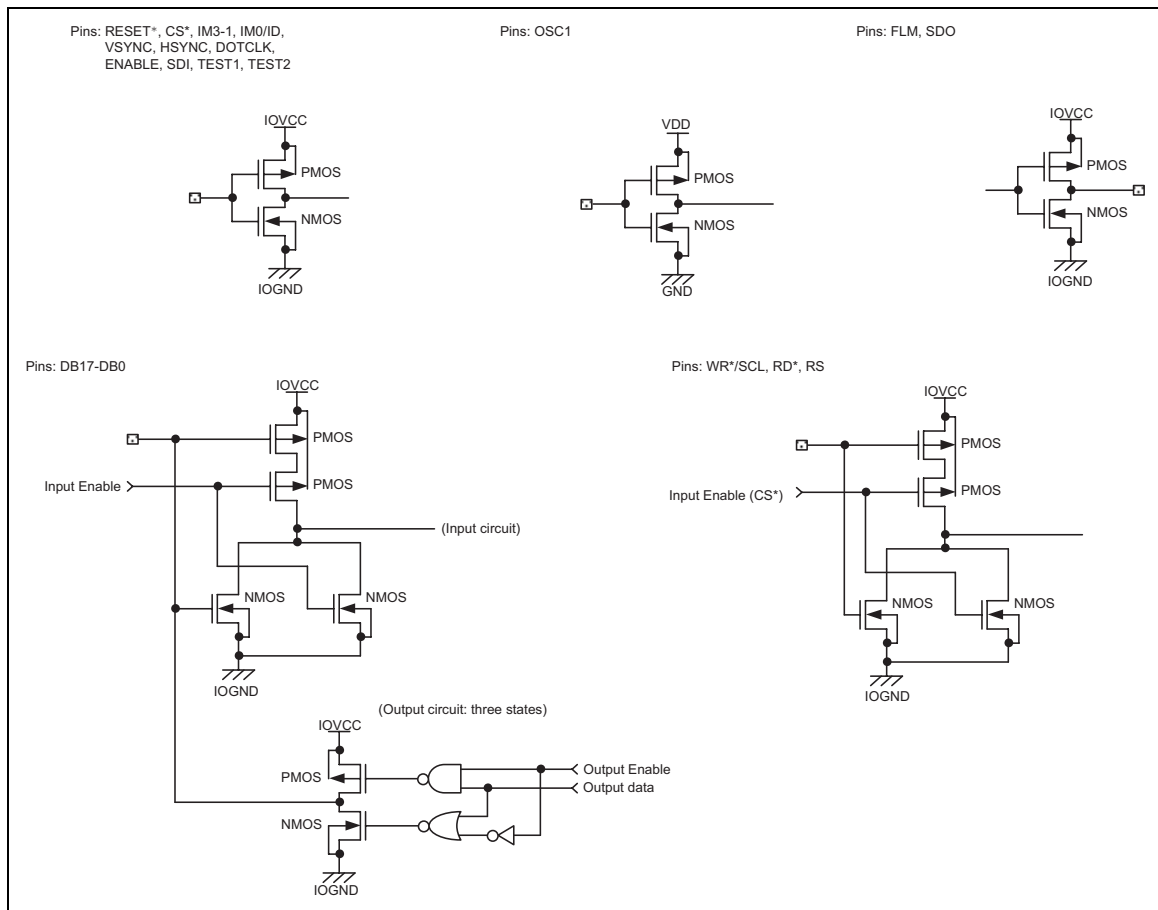 Pins: RESET*, CS*, IM3-1, IM0/ID,
VSYNC, HSYNC, DOTCLK,
ENABLE, SDI, TEST1, TEST2
IOVCC
PMOS
NMOS
IOGND
Pins: OSC1
VDD
PMOS
NMOS
GND
Pins: FLM, SDO
IOVCC
PMOS
NMOS
IOGND
Pins: DB17-DB0
IOVCC
PMOS
Input Enable
PMOS
(Input circuit)
NMOS
NMOS
IOGND
(Output circuit: three states)
IOVCC
PMOS
Output Enable
Output data
NMOS
IOGND
Pins: WR*/SCL, RD*, RS
IOVCC
PMOS
Input Enable (CS*)
PMOS
NMOS
NMOS
IOGND